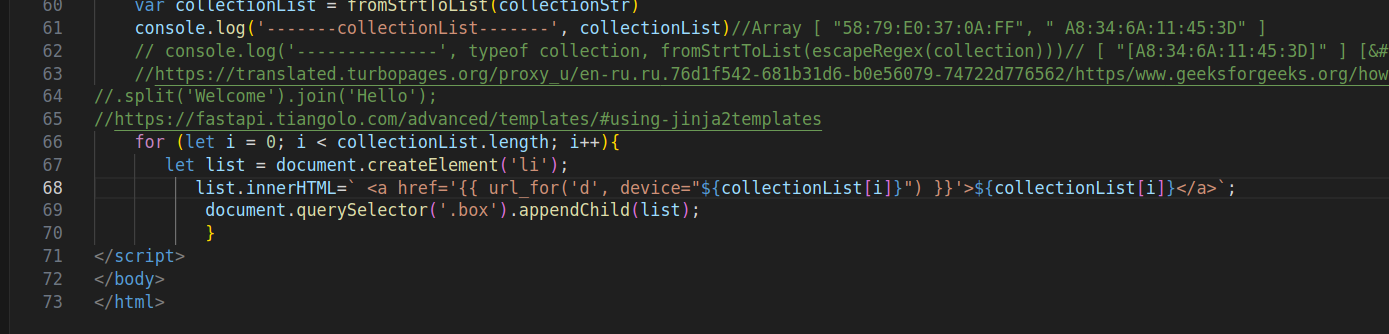 60 var collectionList = fromStrtToList(collectionStr)
61 console.log('-------collectionList-------', collectionList)//Array [ "58:79:E0:37:0A:FF", " A8:34:6A:11:45:3D" ]
62 // console.log('--------------', typeof collection, fromStrtToList(escapeRegex(collection)))// [ "[A8:34:6A:11:45:3D]" ] [&#
63 //https://translated.turbopages.org/proxy_u/en-ru.ru.76d1f542-681b31d6-b0e56079-74722d776562/https/www.geeksforgeeks.org/how
64 //.split('Welcome').join('Hello');
65 //https://fastapi.tiangolo.com/advanced/templates/#using-jinja2templates
66 for (let i = 0; i < collectionList.length; i++){
67 let list = document.createElement('li');
68 list.innerHTML=` <a href='{{ url_for('d', device="${collectionList[i]}") }}'>${collectionList[i]}</a>`;
69 document.querySelector('.box').appendChild(list);
70 }
71 </script>
72 </body>
73 </html>